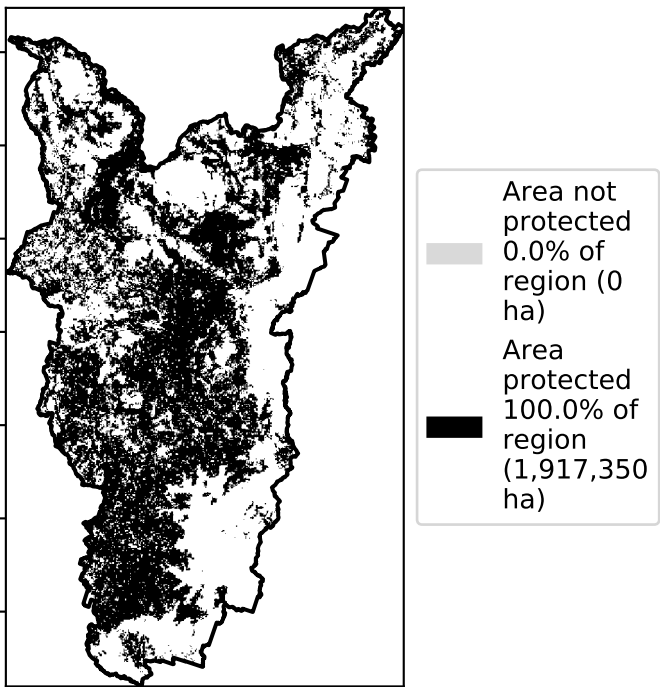 Area not
protected
0.0% of
region (0
ha)
Area
protected
100.0% of
region
(1,917,350
ha)